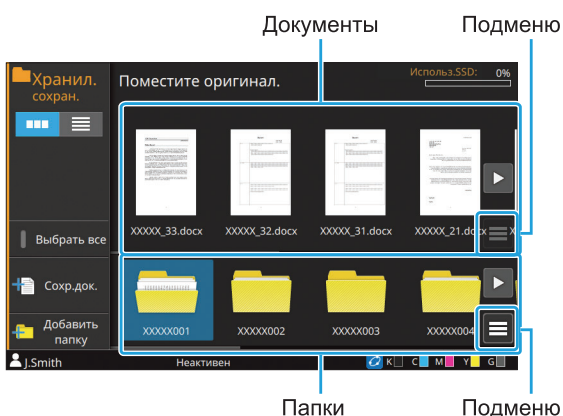 Документы
Подменю
Хранил.
сохран.
Поместите оригинал.
Использ.SSD: 0%
XXXXX_33.docx
XXXXX_32.docx
XXXXX_31.docx
XXXXX_21.docx
X
Выбрать все
Сохр.док.
Добавить
папку
XXXXX001
XXXXX002
XXXXX003
XXXXX004
J.Smith
Неактивен
K
C
M
Y
G
Папки
Подменю